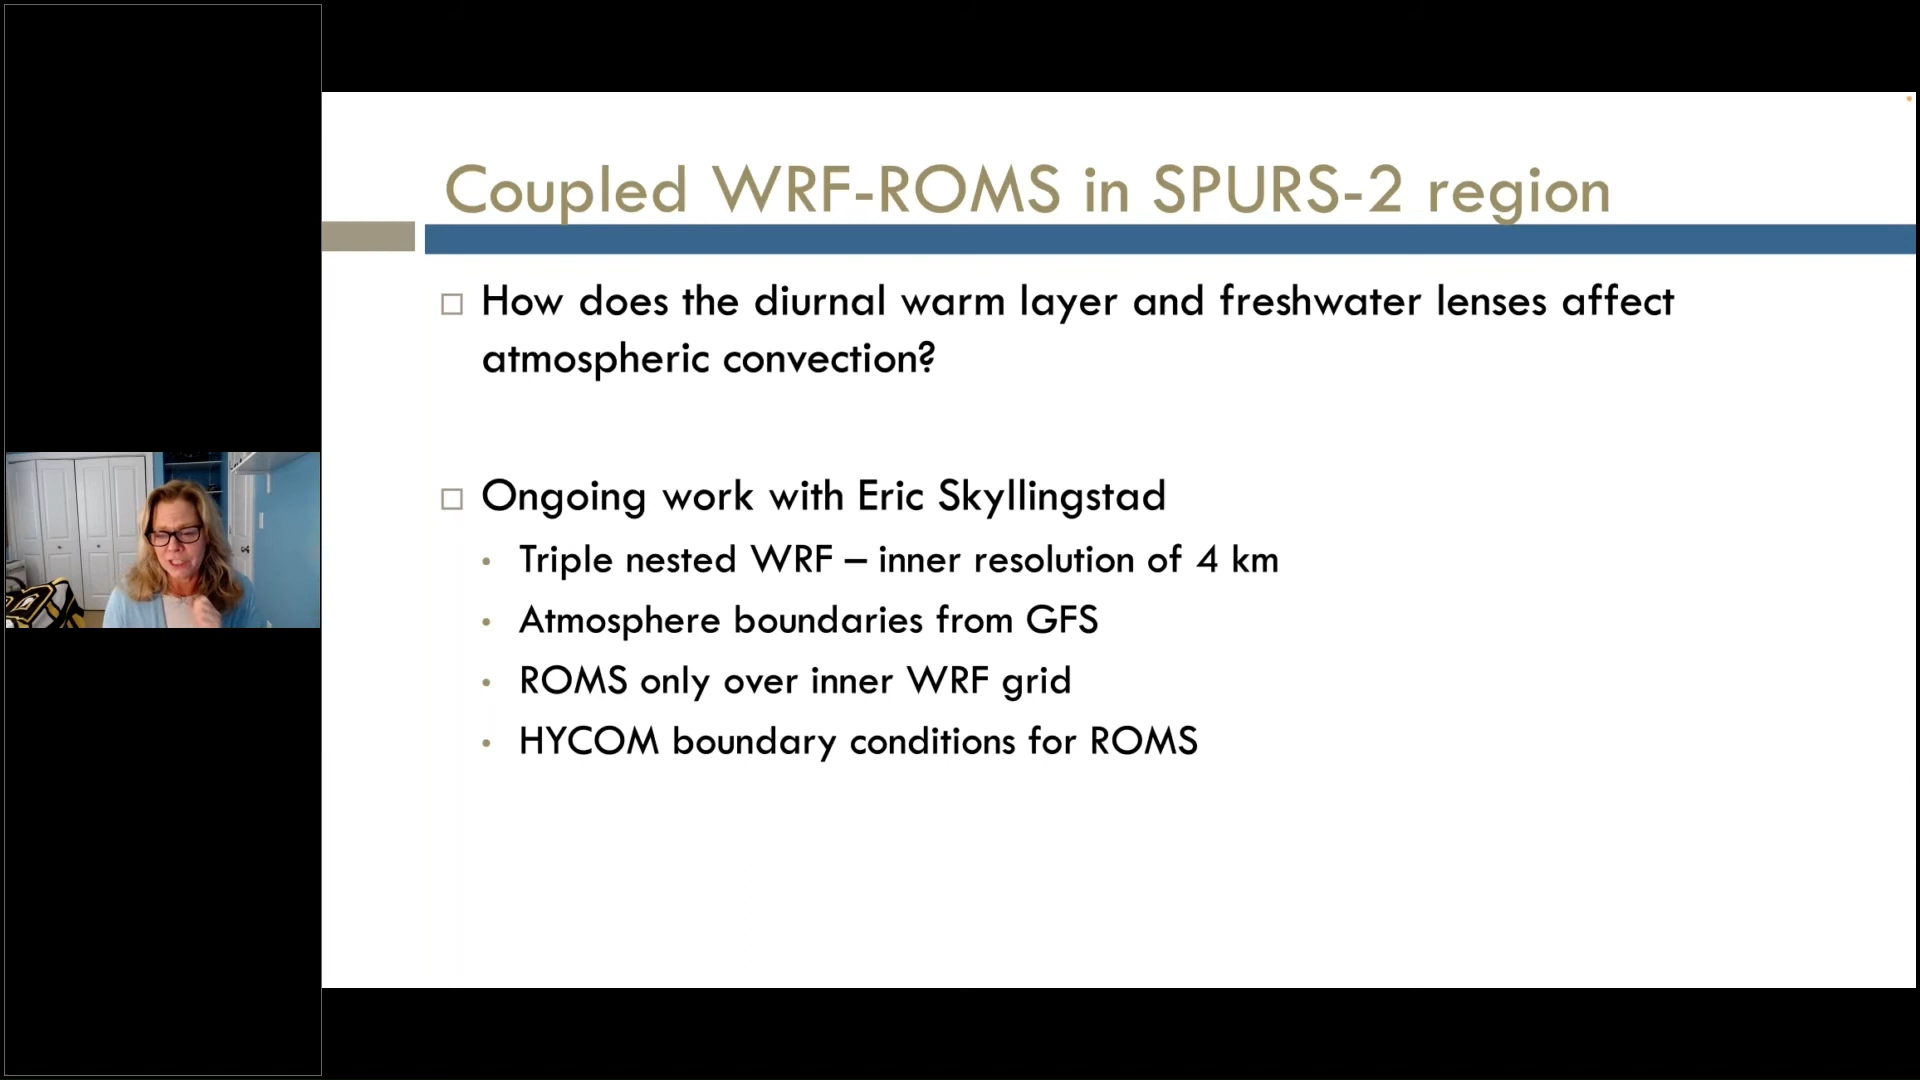 Coupled WRF-ROMS in SPURS-2 region
How does the diurnal warm layer and freshwater lenses affect
atmospheric convection?
Ongoing work with Eric Skyllingstad
• Triple nested WRF – inner resolution of 4 km
• Atmosphere boundaries from GFS
• ROMS only over inner WRF grid
• HYCOM boundary conditions for ROMS